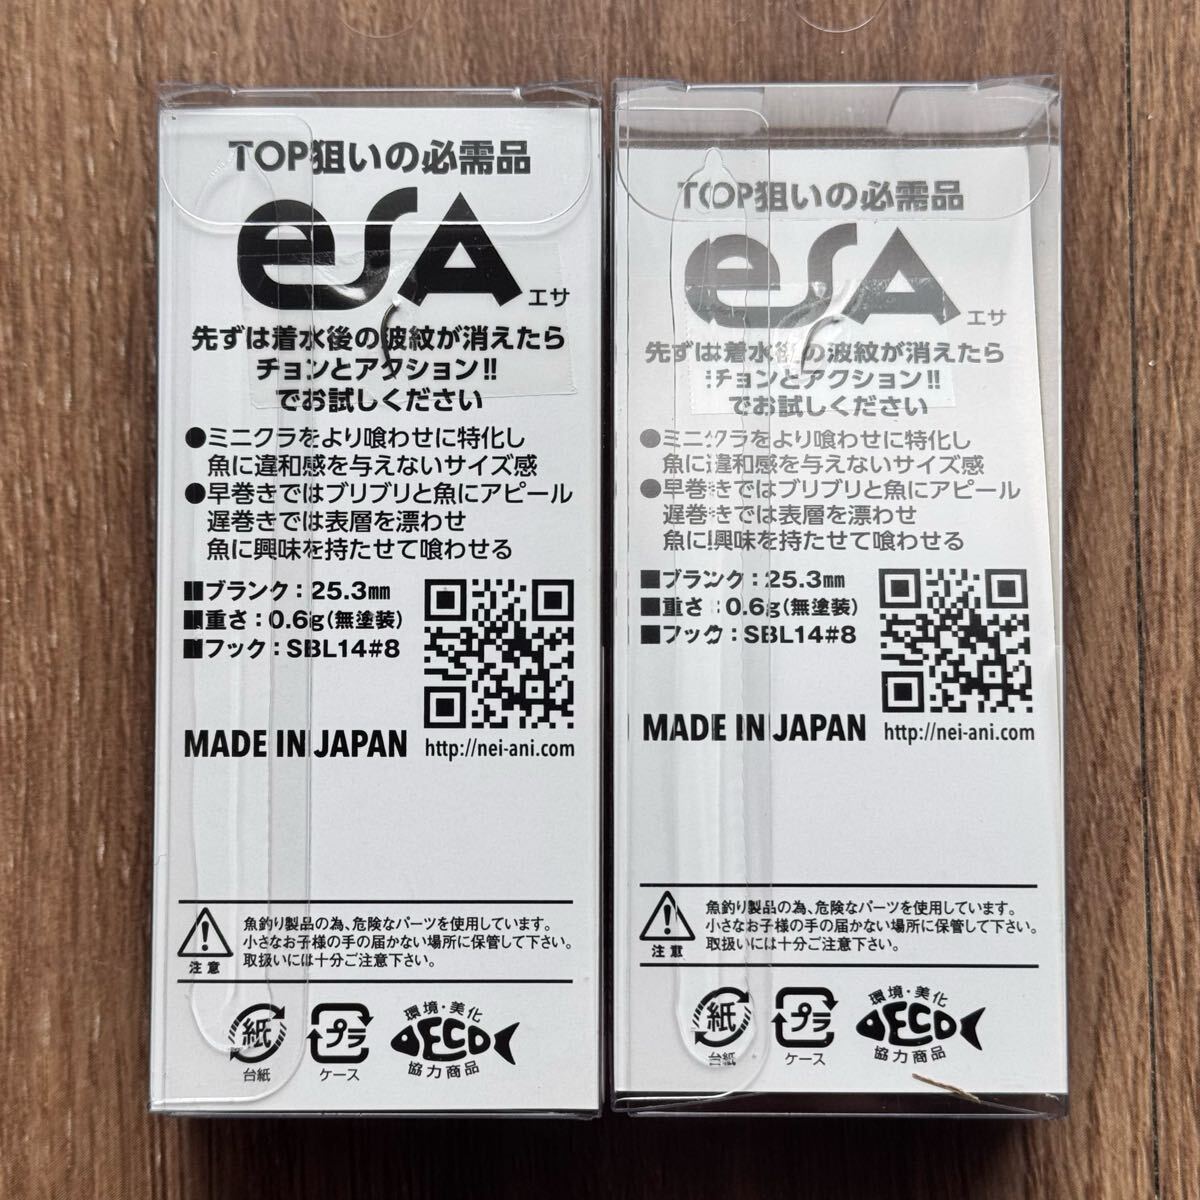 TOP狙いの必需品
esA
エサ
先ずは着水後の波紋が消えたら
チョンとアクション!!
でお試しください
●ミニクラをより喰わせに特化し
魚に違和感を与えないサイズ感
●早巻きではブリブリと魚にアピール
遅巻きでは表層を漂わせ
魚に興味を持たせて喰わせる
■ブランク:25.3mm
■重さ:0.6g(無塗装)
■フック:SBL14#8
MADE IN JAPAN
http://nei-ani.com
注意
魚釣り製品の為、危険なパーツを使用しています。
小さなお子様の手の届かない場所に保管して下さい。
取扱いには十分ご注意下さい。
紙
台紙
プラ
ケース
環境・美化
ECO
協力商品
TOP狙いの必需品
esA
エサ
先ずは着水後の波紋が消えたら
チョンとアクション!!
でお試しください
●ミニクラをより喰わせに特化し
魚に違和感を与えないサイズ感
●早巻きではブリブリと魚にアピール
遅巻きでは表層を漂わせ
魚に興味を持たせて喰わせる
■ブランク:25.3mm
■重さ:0.6g(無塗装)
■フック:SBL14#8
MADE IN JAPAN
http://nei-ani.com
注意
魚釣り製品の為、危険なパーツを使用しています。
小さなお子様の手の届かない場所に保管して下さい。
取扱いには十分ご注意下さい。
紙
台紙
プラ
ケース
環境・美化
ECO
協力商品